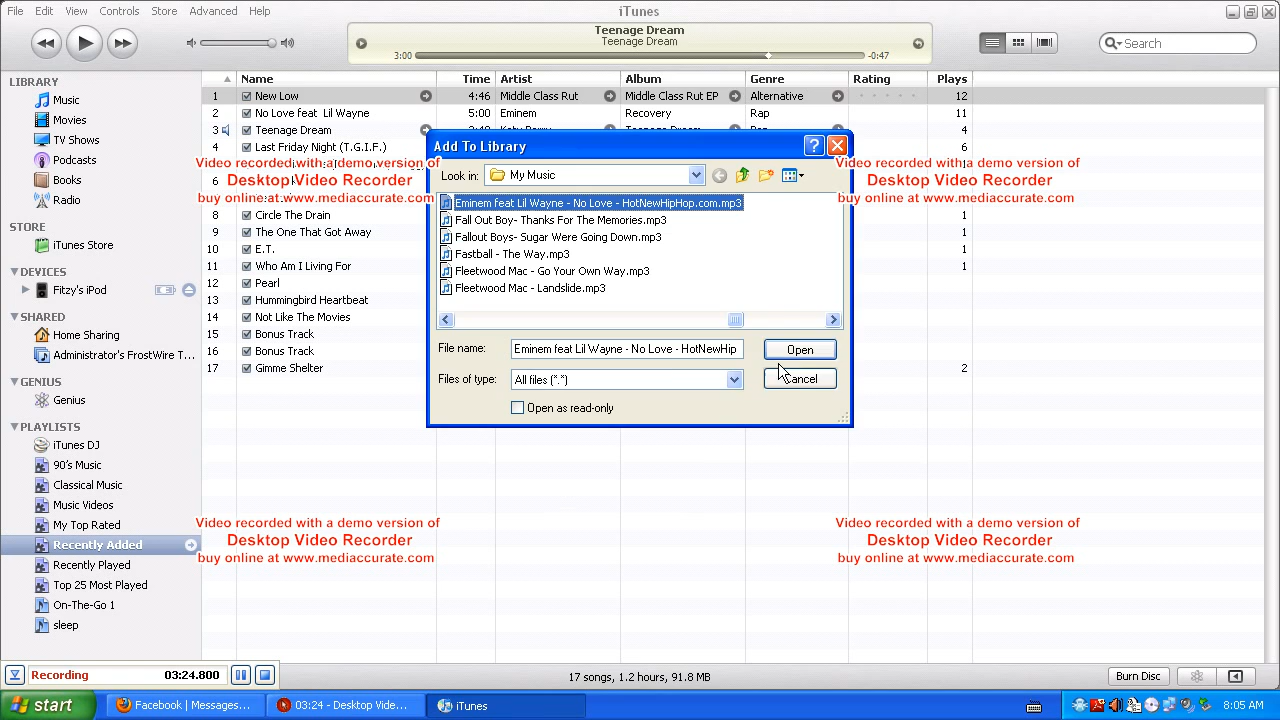 File Edit View Controls Store Advanced Help
iTunes
Teenage Dream
Teenage Dream
3:00 -0:47
Search
LIBRARY
Music
Movies
TV Shows
Podcasts
Books
Radio
STORE
iTunes Store
DEVICES
Fitzy's iPod
SHARED
Home Sharing
Administrator's FrostWire T...
GENIUS
Genius
PLAYLISTS
iTunes DJ
90's Music
Classical Music
Music Videos
My Top Rated
Recently Added
Recently Played
Top 25 Most Played
On-The-Go 1
sleep
Name Time Artist Album Genre Rating Plays
1 New Low 4:46 Middle Class Rut Middle Class Rut EP Alternative 12
2 No Love feat Lil Wayne 5:00 Eminem Recovery Rap 11
3 Teenage Dream 4
4 Last Friday Night (T.G.I.F.) 6
6
8 Circle The Drain 1
9 The One That Got Away 1
10 E.T. 1
11 Who Am I Living For 1
12 Pearl
13 Hummingbird Heartbeat
14 Not Like The Movies
15 Bonus Track
16 Bonus Track
17 Gimme Shelter 2
Add To Library
Look in: My Music
Eminem feat Lil Wayne - No Love - HotNewHipHop.com.mp3
Fall Out Boy- Thanks For The Memories.mp3
Fallout Boys- Sugar Were Going Down.mp3
Fastball - The Way.mp3
Fleetwood Mac - Go Your Own Way.mp3
Fleetwood Mac - Landslide.mp3
File name: Eminem feat Lil Wayne - No Love - HotNewHip
Open
Files of type: All files (*.*)
Cancel
Open as read-only
Video recorded with a demo version of
Desktop Video Recorder
buy online at www.mediaccurate.com
Video recorded with a demo version of
Desktop Video Recorder
buy online at www.mediaccurate.com
Video recorded with a demo version of
Desktop Video Recorder
buy online at www.mediaccurate.com
Video recorded with a demo version of
Desktop Video Recorder
buy online at www.mediaccurate.com
Recording 03:24.800
17 songs, 1.2 hours, 91.8 MB
Burn Disc
start
Facebook | Messages...
03:24 - Desktop Vide...
iTunes
8:05 AM